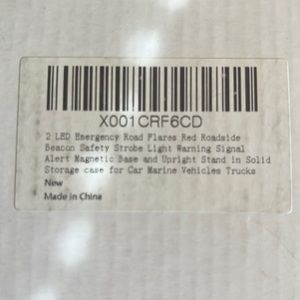 X001CRF6CD
2 LED Emergency Road Flares Red Roadside
Beacon Safety Strobe Light Warning Signal
Alert Magnetic Base and Upright Stand in Solid
Storage case for Car Marine Vehicles Trucks
New
Made in China